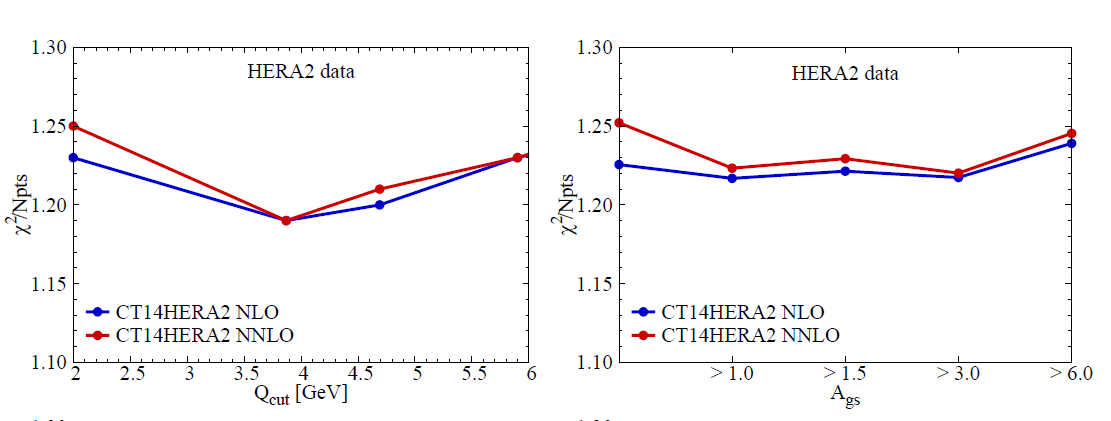 1.30
1.25
1.20
1.15
1.10
χ²/Npts
HERA2 data
CT14HERA2 NLO
CT14HERA2 NNLO
2 2.5 3 3.5 4 4.5 5 5.5 6
Qcut [GeV]
1.30
1.25
1.20
1.15
1.10
χ²/Npts
HERA2 data
CT14HERA2 NLO
CT14HERA2 NNLO
> 1.0 > 1.5 > 3.0 > 6.0
Ags